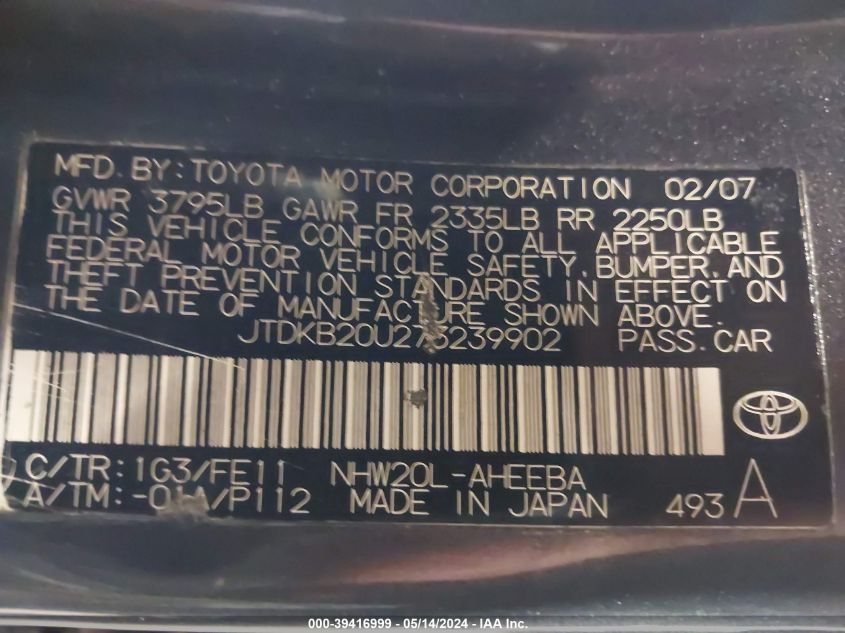 MFD. BY: TOYOTA MOTOR CORPORATION 02/07
GVWR 3795LB GAWR FR 2335LB RR 2250LB
THIS VEHICLE CONFORMS TO ALL APPLICABLE
FEDERAL MOTOR VEHICLE SAFETY, BUMPER, AND
THEFT PREVENTION STANDARDS IN EFFECT ON
THE DATE OF MANUFACTURE SHOWN ABOVE.
JTDKB20U273239902 PASS. CAR
C/TR: 1G3/FE11 NHW20L-AHEEBA
A/TM: -01A/P112 MADE IN JAPAN 493 A
000-39416999 - 05/14/2024 - IAA Inc.